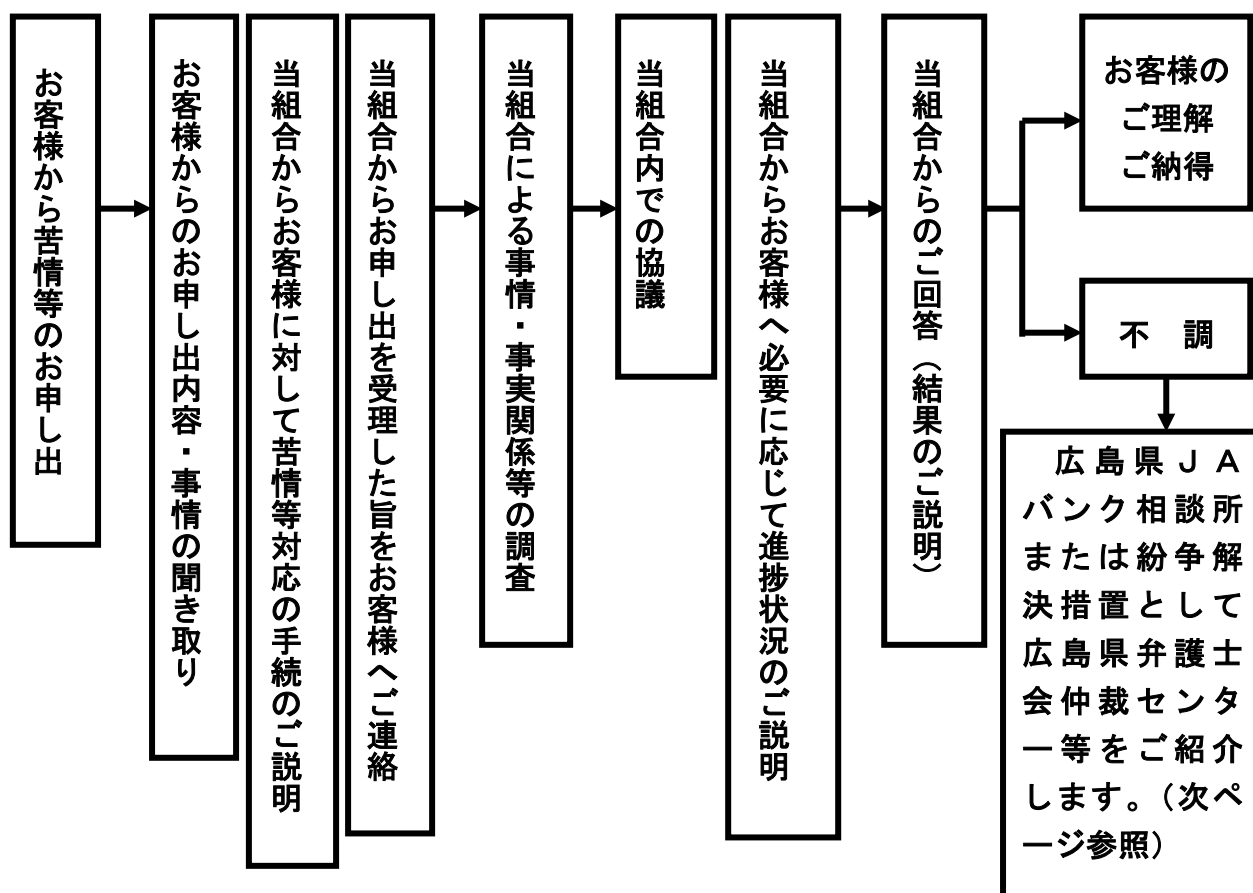 お客様から苦情等のお申し出
お客様からのお申し出内容・事情の聞き取り
当組合からお客様に対して苦情等対応の手続のご説明
当組合からお申し出を受理した旨をお客様へご連絡
当組合による事情・事実関係等の調査
当組合内での協議
当組合からお客様へ必要に応じて進捗状況のご説明
当組合からのご回答（結果のご説明）
お客様の
ご理解
ご納得
不　調
広島県ＪＡ
バンク相談所
または紛争解
決措置として
広島県弁護士
会仲裁センタ
ー等をご紹介
します。（次ペ
ージ参照）